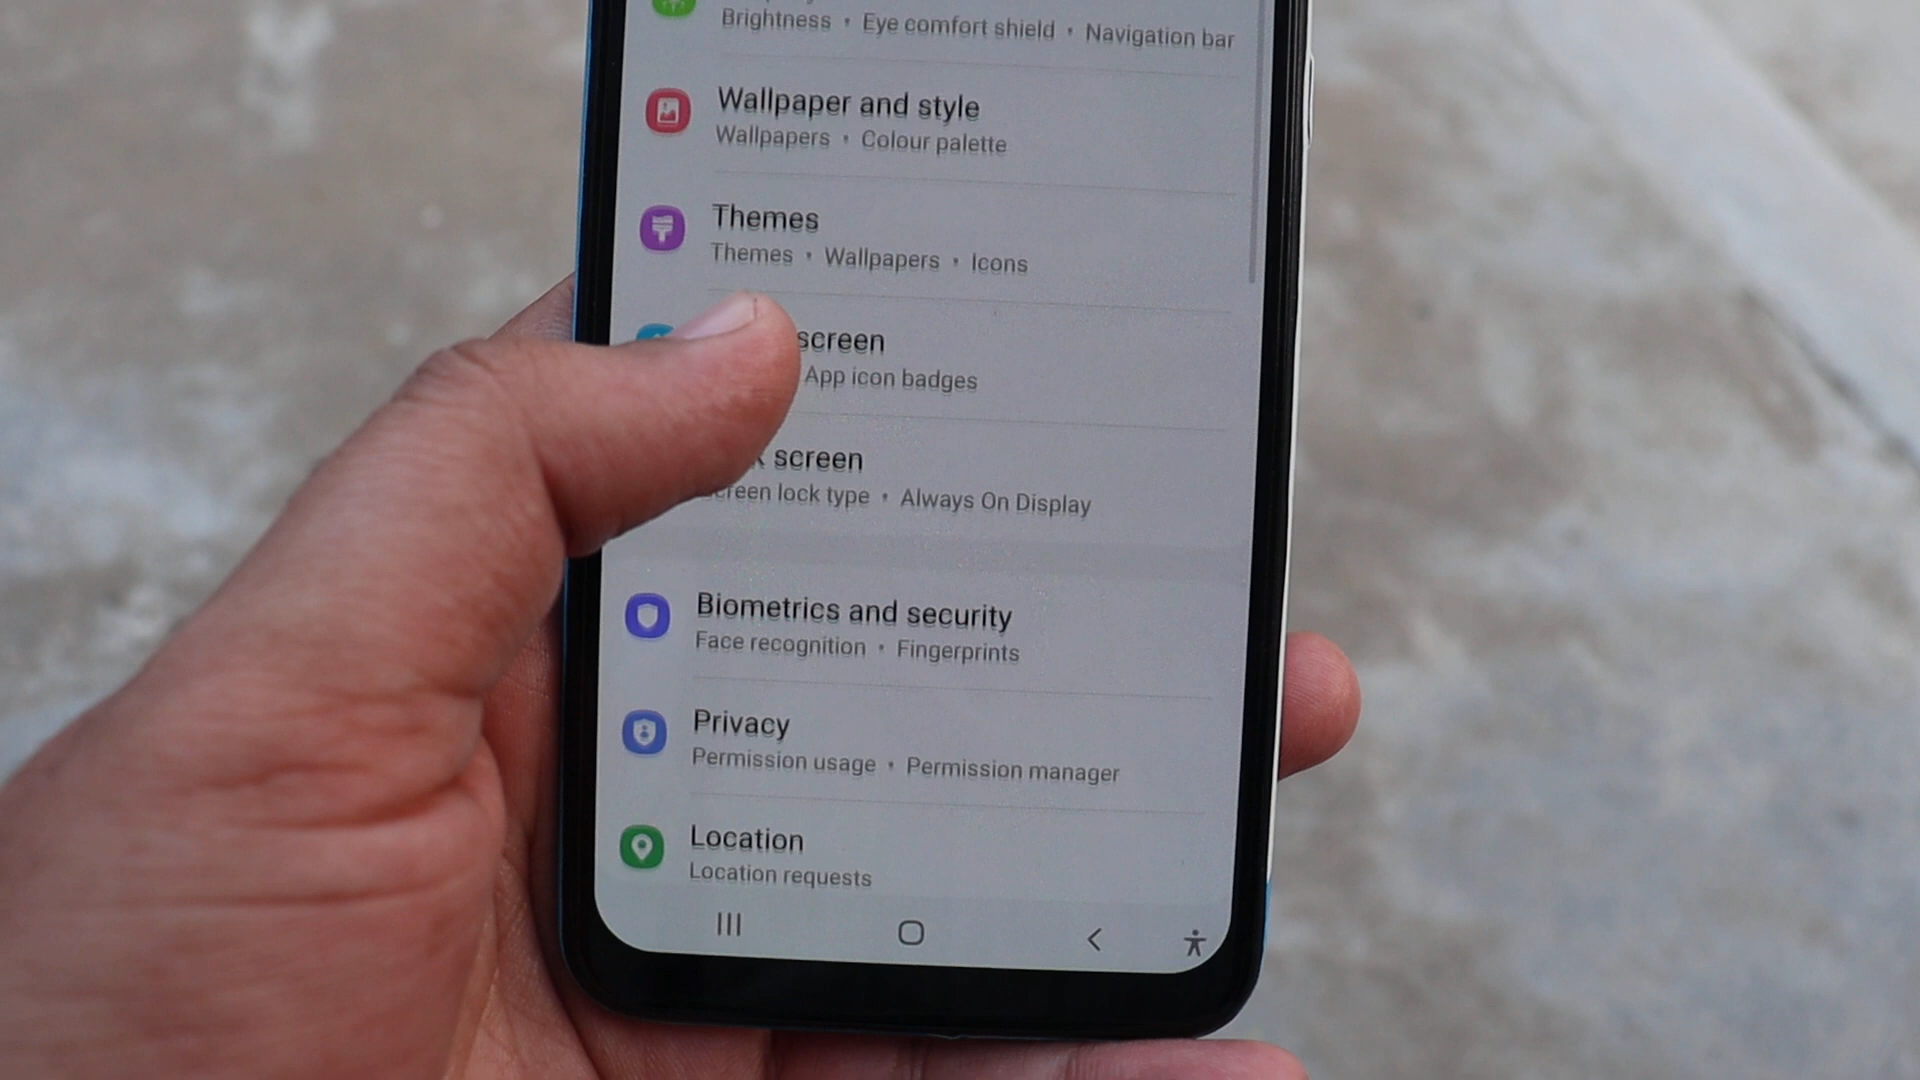 Brightness • Eye comfort shield • Navigation bar
Wallpaper and style
Wallpapers • Colour palette
Themes
Themes • Wallpapers • Icons
screen
App icon badges
screen
Screen lock type • Always On Display
Biometrics and security
Face recognition • Fingerprints
Privacy
Permission usage • Permission manager
Location
Location requests